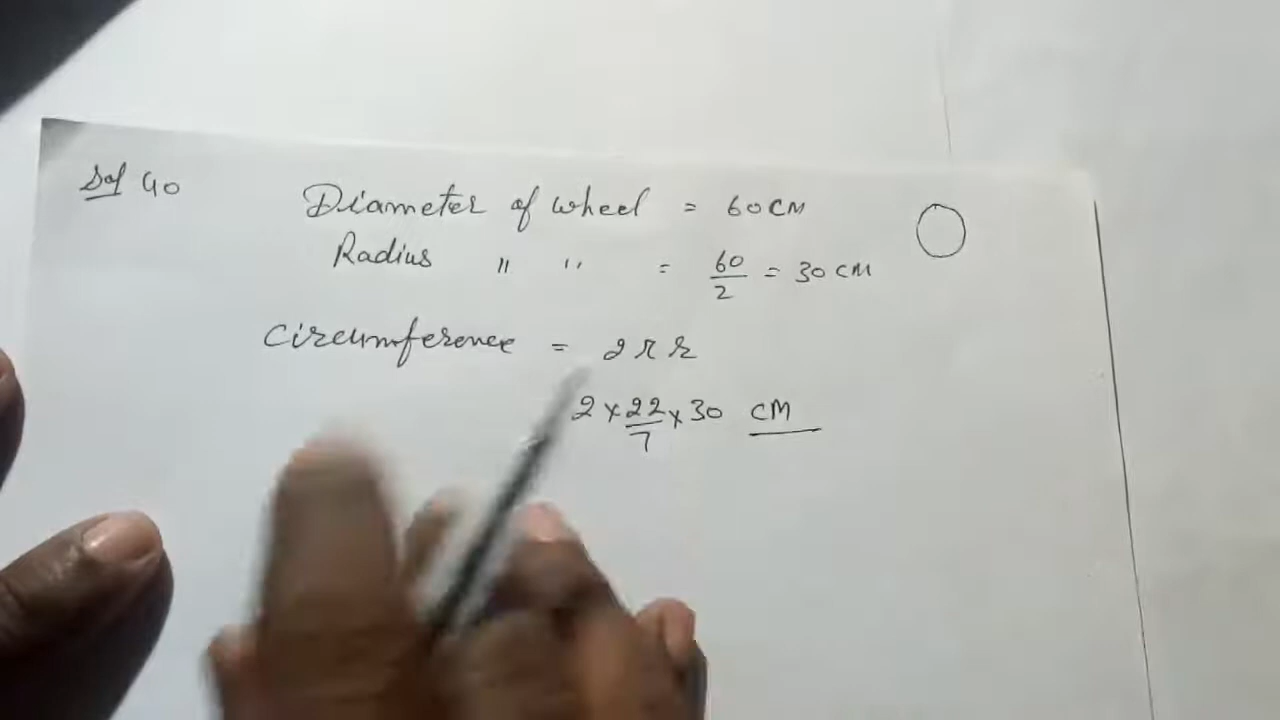 Sol 40
Diameter of wheel = 60 CM
Radius " " = 60/2 = 30 CM
Circumference = 2πr
2 × 22/7 × 30 CM